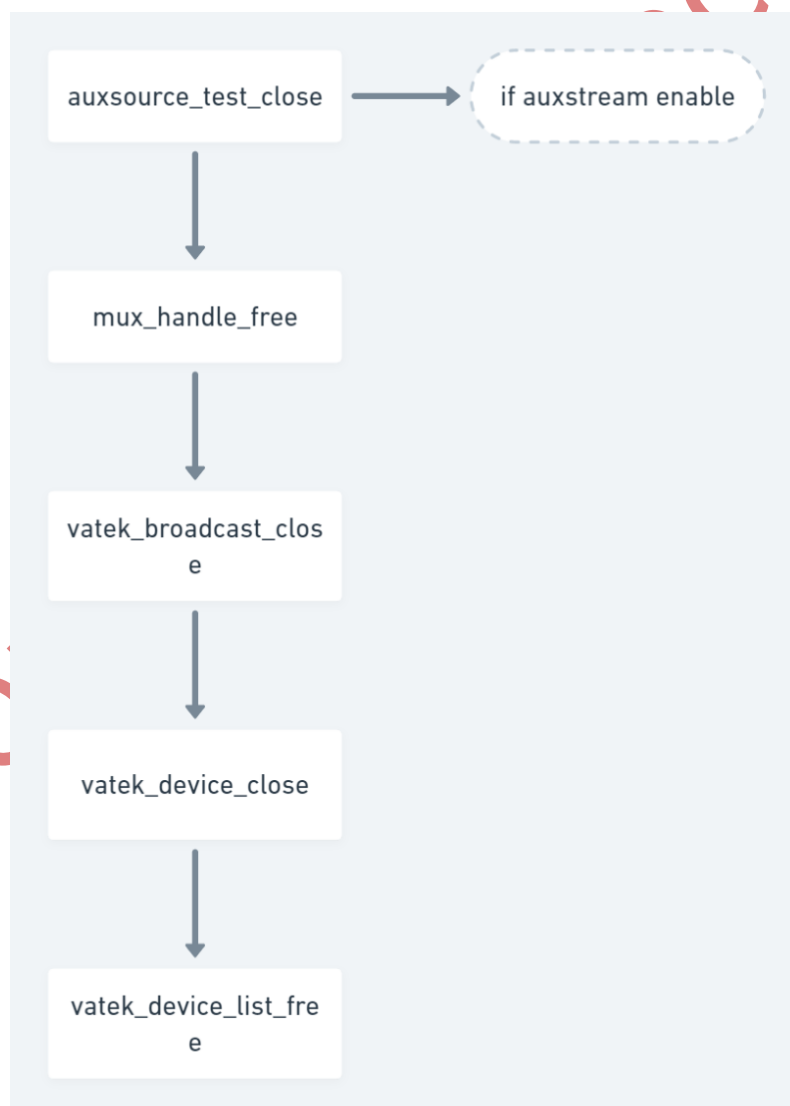 auxsource_test_close
if auxstream enable
mux_handle_free
vatek_broadcast_clos
e
vatek_device_close
vatek_device_list_fre
e